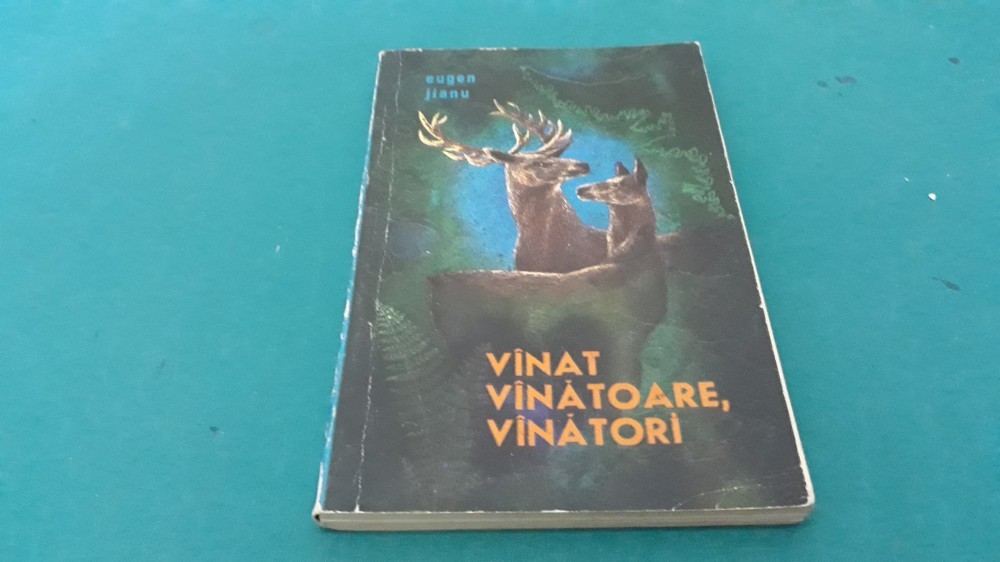 eugen
jianu
VÎNAT
VÎNĂTOARE,
VÎNĂTORI